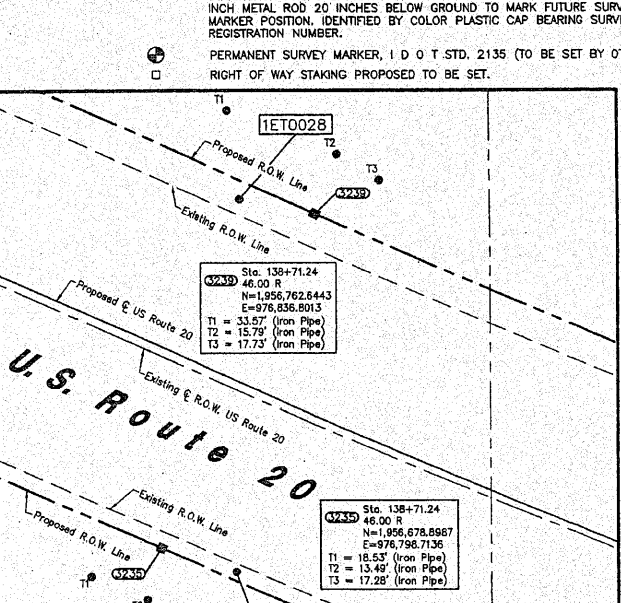 INCH METAL ROD 20 INCHES BELOW GROUND TO MARK FUTURE SURV
MARKER POSITION. IDENTIFIED BY COLOR PLASTIC CAP BEARING SURV
REGISTRATION NUMBER.
PERMANENT SURVEY MARKER, I D O T STD. 2135 (TO BE SET BY OT
RIGHT OF WAY STAKING PROPOSED TO BE SET.
T1
1ET0028
T2
T3
Proposed R.O.W. Line
3239
Existing R.O.W. Line
3239
Sta. 138+71.24
46.00 R
N=1,956,762.6443
E=976,836.8013
T1 = 33.57' (Iron Pipe)
T2 = 15.79' (Iron Pipe)
T3 = 17.73' (Iron Pipe)
Proposed ℄ US Route 20
Existing ℄ R.O.W. US Route 20
U.S. Route 20
Existing R.O.W. Line
Proposed R.O.W. Line
3235
3235
Sta. 138+71.24
46.00 R
N=1,956,678.8987
E=976,798.7136
T1 = 18.53' (Iron Pipe)
T2 = 13.49' (Iron Pipe)
T3 = 17.28' (Iron Pipe)
T1